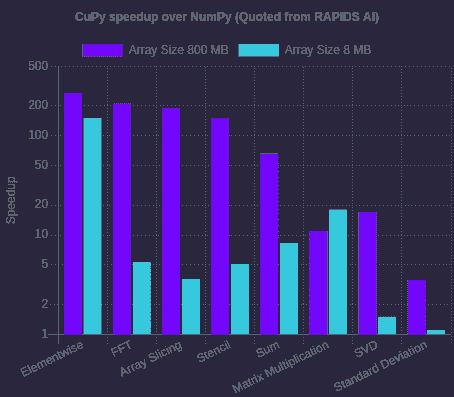 CuPy speedup over NumPy (Quoted from RAPIDS AI)
Array Size 800 MB Array Size 8 MB
500
200
100
50
20
10
5
2
1
Speedup
Elementwise
FFT
Array Slicing
Stencil
Sum
Matrix Multiplication
SVD
Standard Deviation